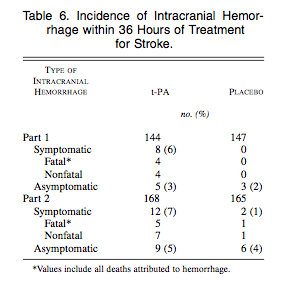 Table 6. Incidence of Intracranial Hemor-
rhage within 36 Hours of Treatment
for Stroke.
TYPE OF
INTRACRANIAL
HEMORRHAGE t-PA PLACEBO
no. (%)
Part 1 144 147
Symptomatic 8 (6) 0
Fatal* 4 0
Nonfatal 4 0
Asymptomatic 5 (3) 3 (2)
Part 2 168 165
Symptomatic 12 (7) 2 (1)
Fatal* 5 1
Nonfatal 7 1
Asymptomatic 9 (5) 6 (4)
*Values include all deaths attributed to hemorrhage.